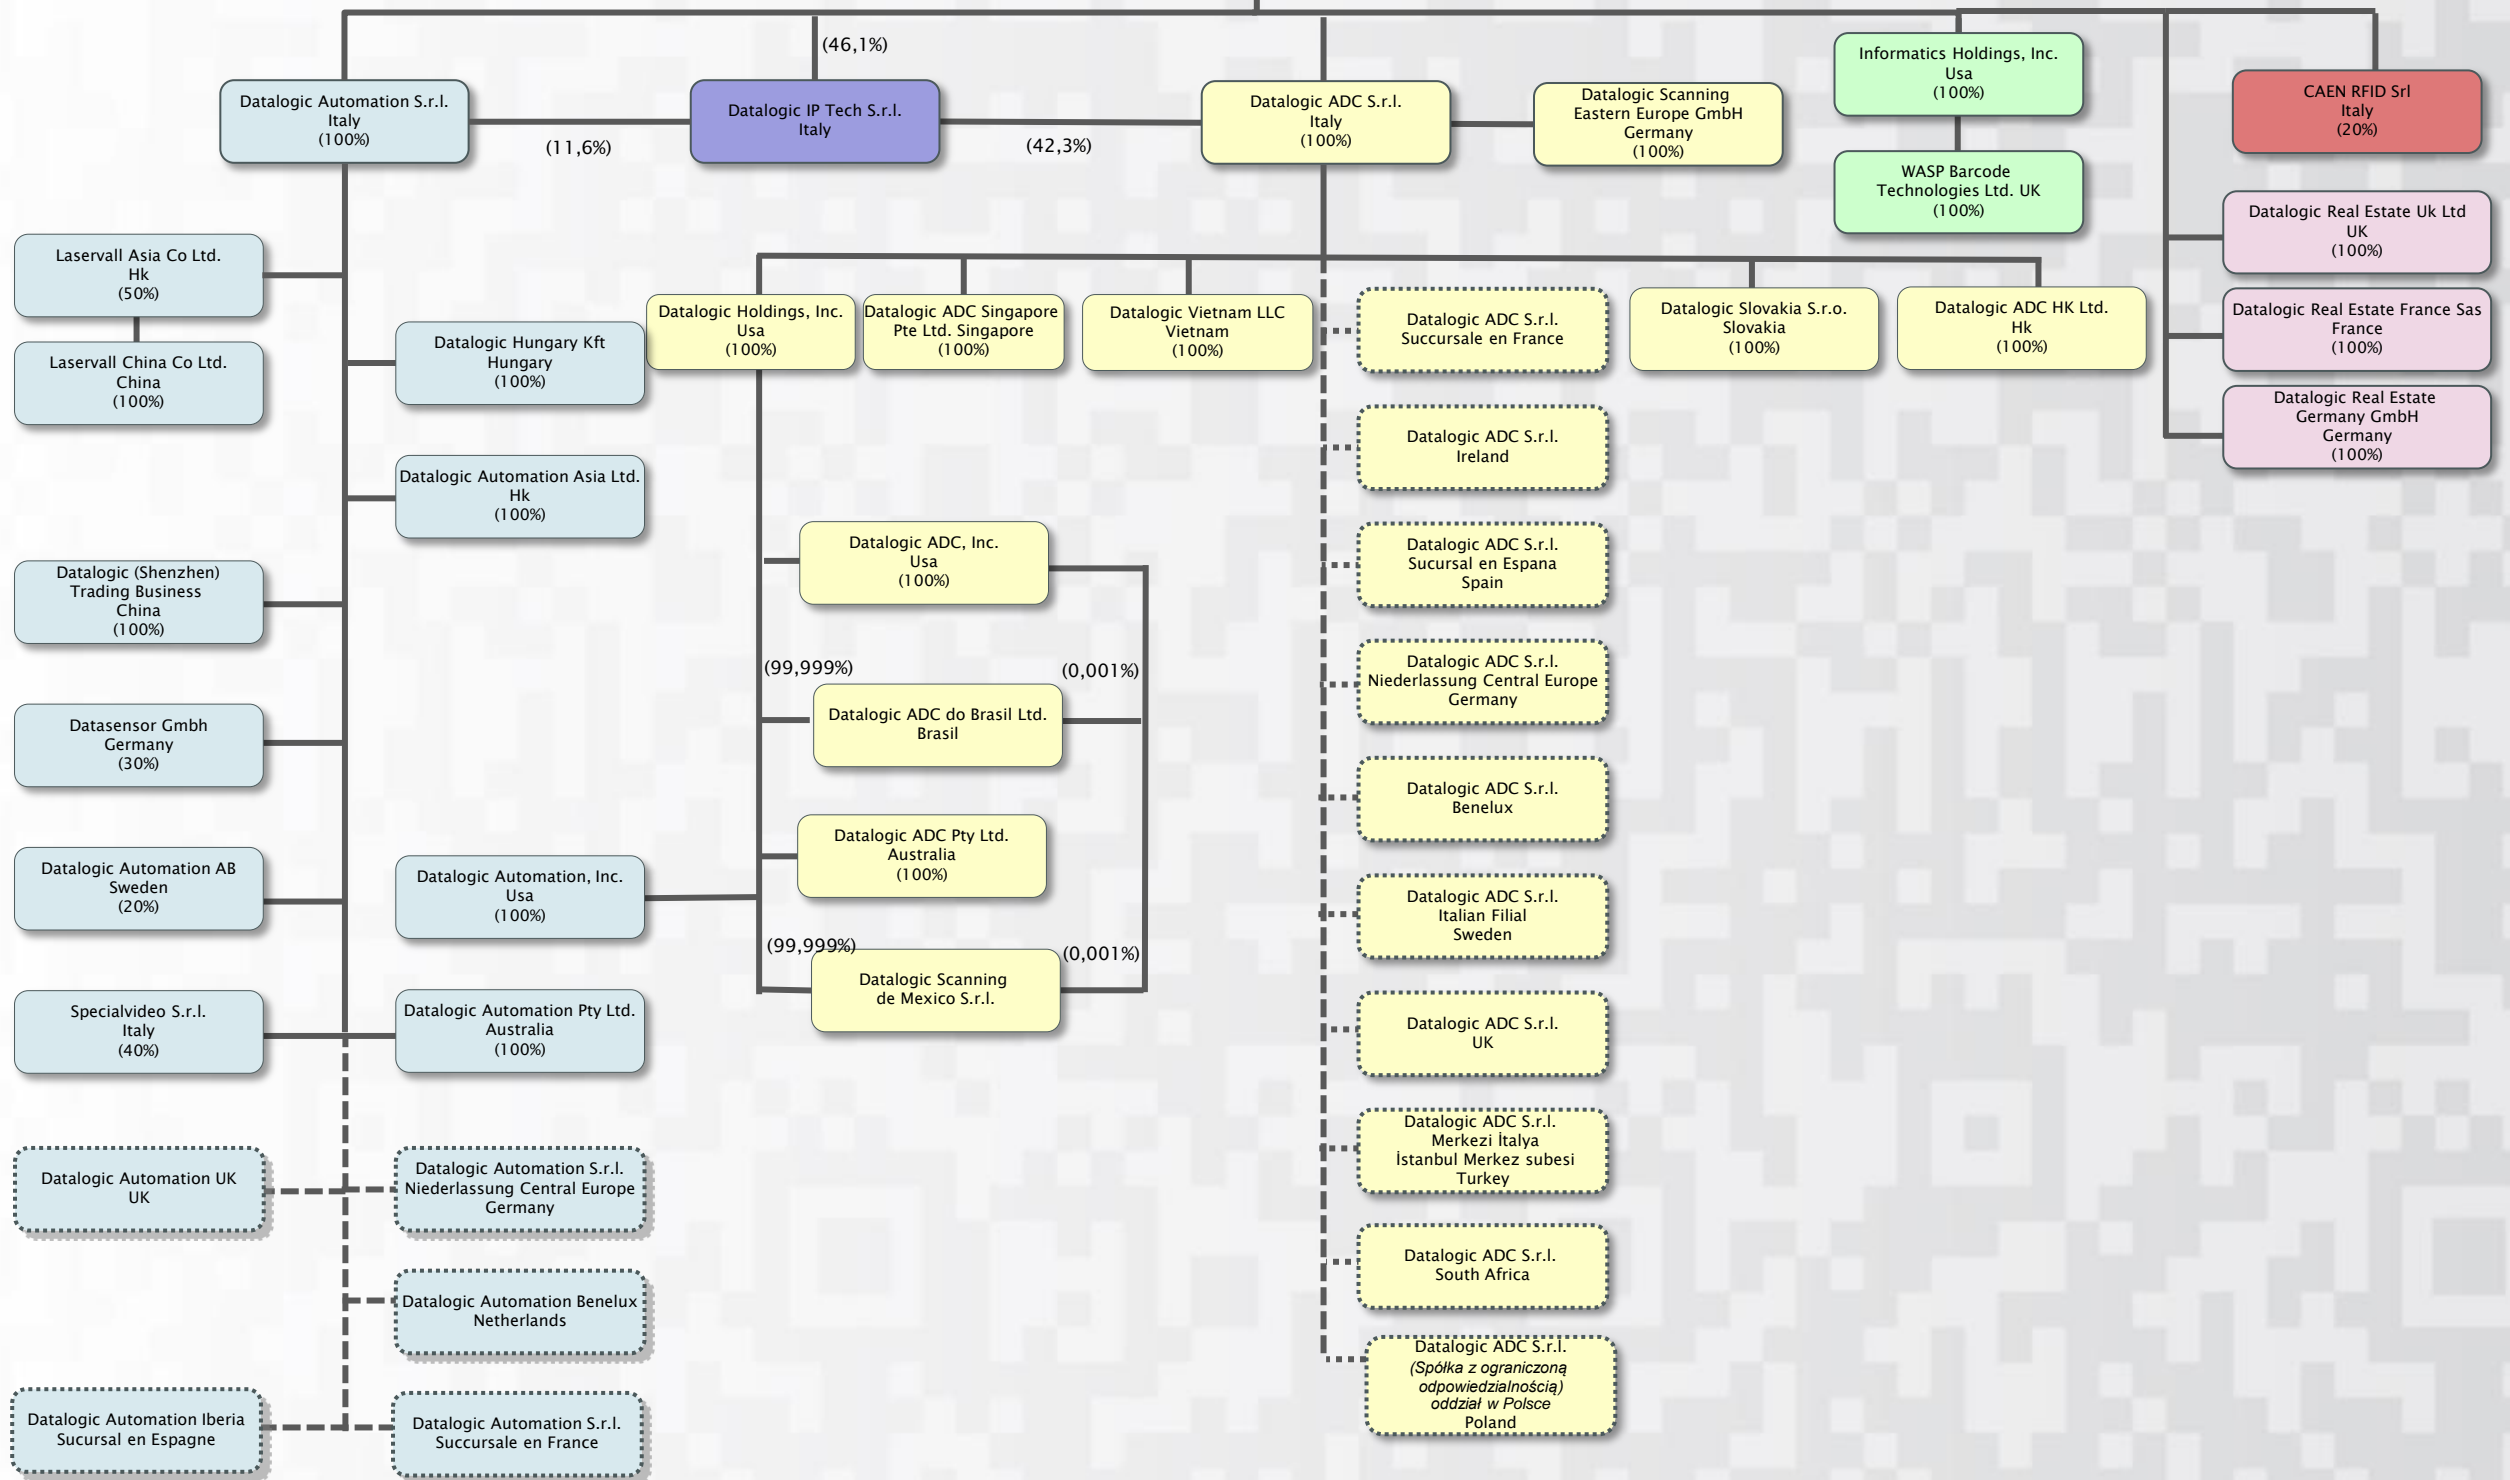 (46,1%)
Datalogic Automation S.r.l.
Italy
(100%)
(11,6%)
Datalogic IP Tech S.r.l.
Italy
(42,3%)
Datalogic ADC S.r.l.
Italy
(100%)
Datalogic Scanning
Eastern Europe GmbH
Germany
(100%)
Informatics Holdings, Inc.
Usa
(100%)
WASP Barcode
Technologies Ltd. UK
(100%)
CAEN RFID Srl
Italy
(20%)
Datalogic Real Estate Uk Ltd
UK
(100%)
Datalogic Real Estate France Sas
France
(100%)
Datalogic Real Estate
Germany GmbH
Germany
(100%)
Laservall Asia Co Ltd.
Hk
(50%)
Laservall China Co Ltd.
China
(100%)
Datalogic Hungary Kft
Hungary
(100%)
Datalogic Automation Asia Ltd.
Hk
(100%)
Datalogic (Shenzhen)
Trading Business
China
(100%)
Datasensor Gmbh
Germany
(30%)
Datalogic Automation AB
Sweden
(20%)
Datalogic Automation, Inc.
Usa
(100%)
Specialvideo S.r.l.
Italy
(40%)
Datalogic Automation Pty Ltd.
Australia
(100%)
Datalogic Automation UK
UK
Datalogic Automation S.r.l.
Niederlassung Central Europe
Germany
Datalogic Automation Benelux
Netherlands
Datalogic Automation Iberia
Sucursal en Espagne
Datalogic Automation S.r.l.
Succursale en France
Datalogic Holdings, Inc.
Usa
(100%)
Datalogic ADC Singapore
Pte Ltd. Singapore
(100%)
Datalogic Vietnam LLC
Vietnam
(100%)
Datalogic Slovakia S.r.o.
Slovakia
(100%)
Datalogic ADC HK Ltd.
Hk
(100%)
Datalogic ADC, Inc.
Usa
(100%)
(99,999%)
(0,001%)
Datalogic ADC do Brasil Ltd.
Brasil
Datalogic ADC Pty Ltd.
Australia
(100%)
(99,999%)
(0,001%)
Datalogic Scanning
de Mexico S.r.l.
Datalogic ADC S.r.l.
Succursale en France
Datalogic ADC S.r.l.
Ireland
Datalogic ADC S.r.l.
Sucursal en Espana
Spain
Datalogic ADC S.r.l.
Niederlassung Central Europe
Germany
Datalogic ADC S.r.l.
Benelux
Datalogic ADC S.r.l.
Italian Filial
Sweden
Datalogic ADC S.r.l.
UK
Datalogic ADC S.r.l.
Merkezi İtalya
İstanbul Merkez subesi
Turkey
Datalogic ADC S.r.l.
South Africa
Datalogic ADC S.r.l.
(Spółka z ograniczoną
odpowiedzialnością)
oddział w Polsce
Poland